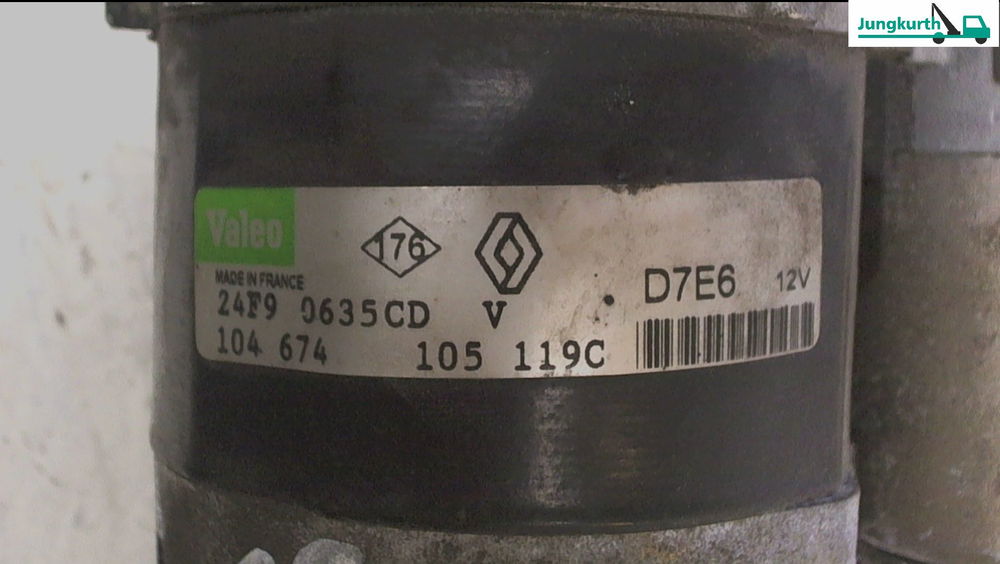 Jungkurth
Valeo
176
MADE IN FRANCE
D7E6 12V
24F9 0635CD V
104 674 105 119C